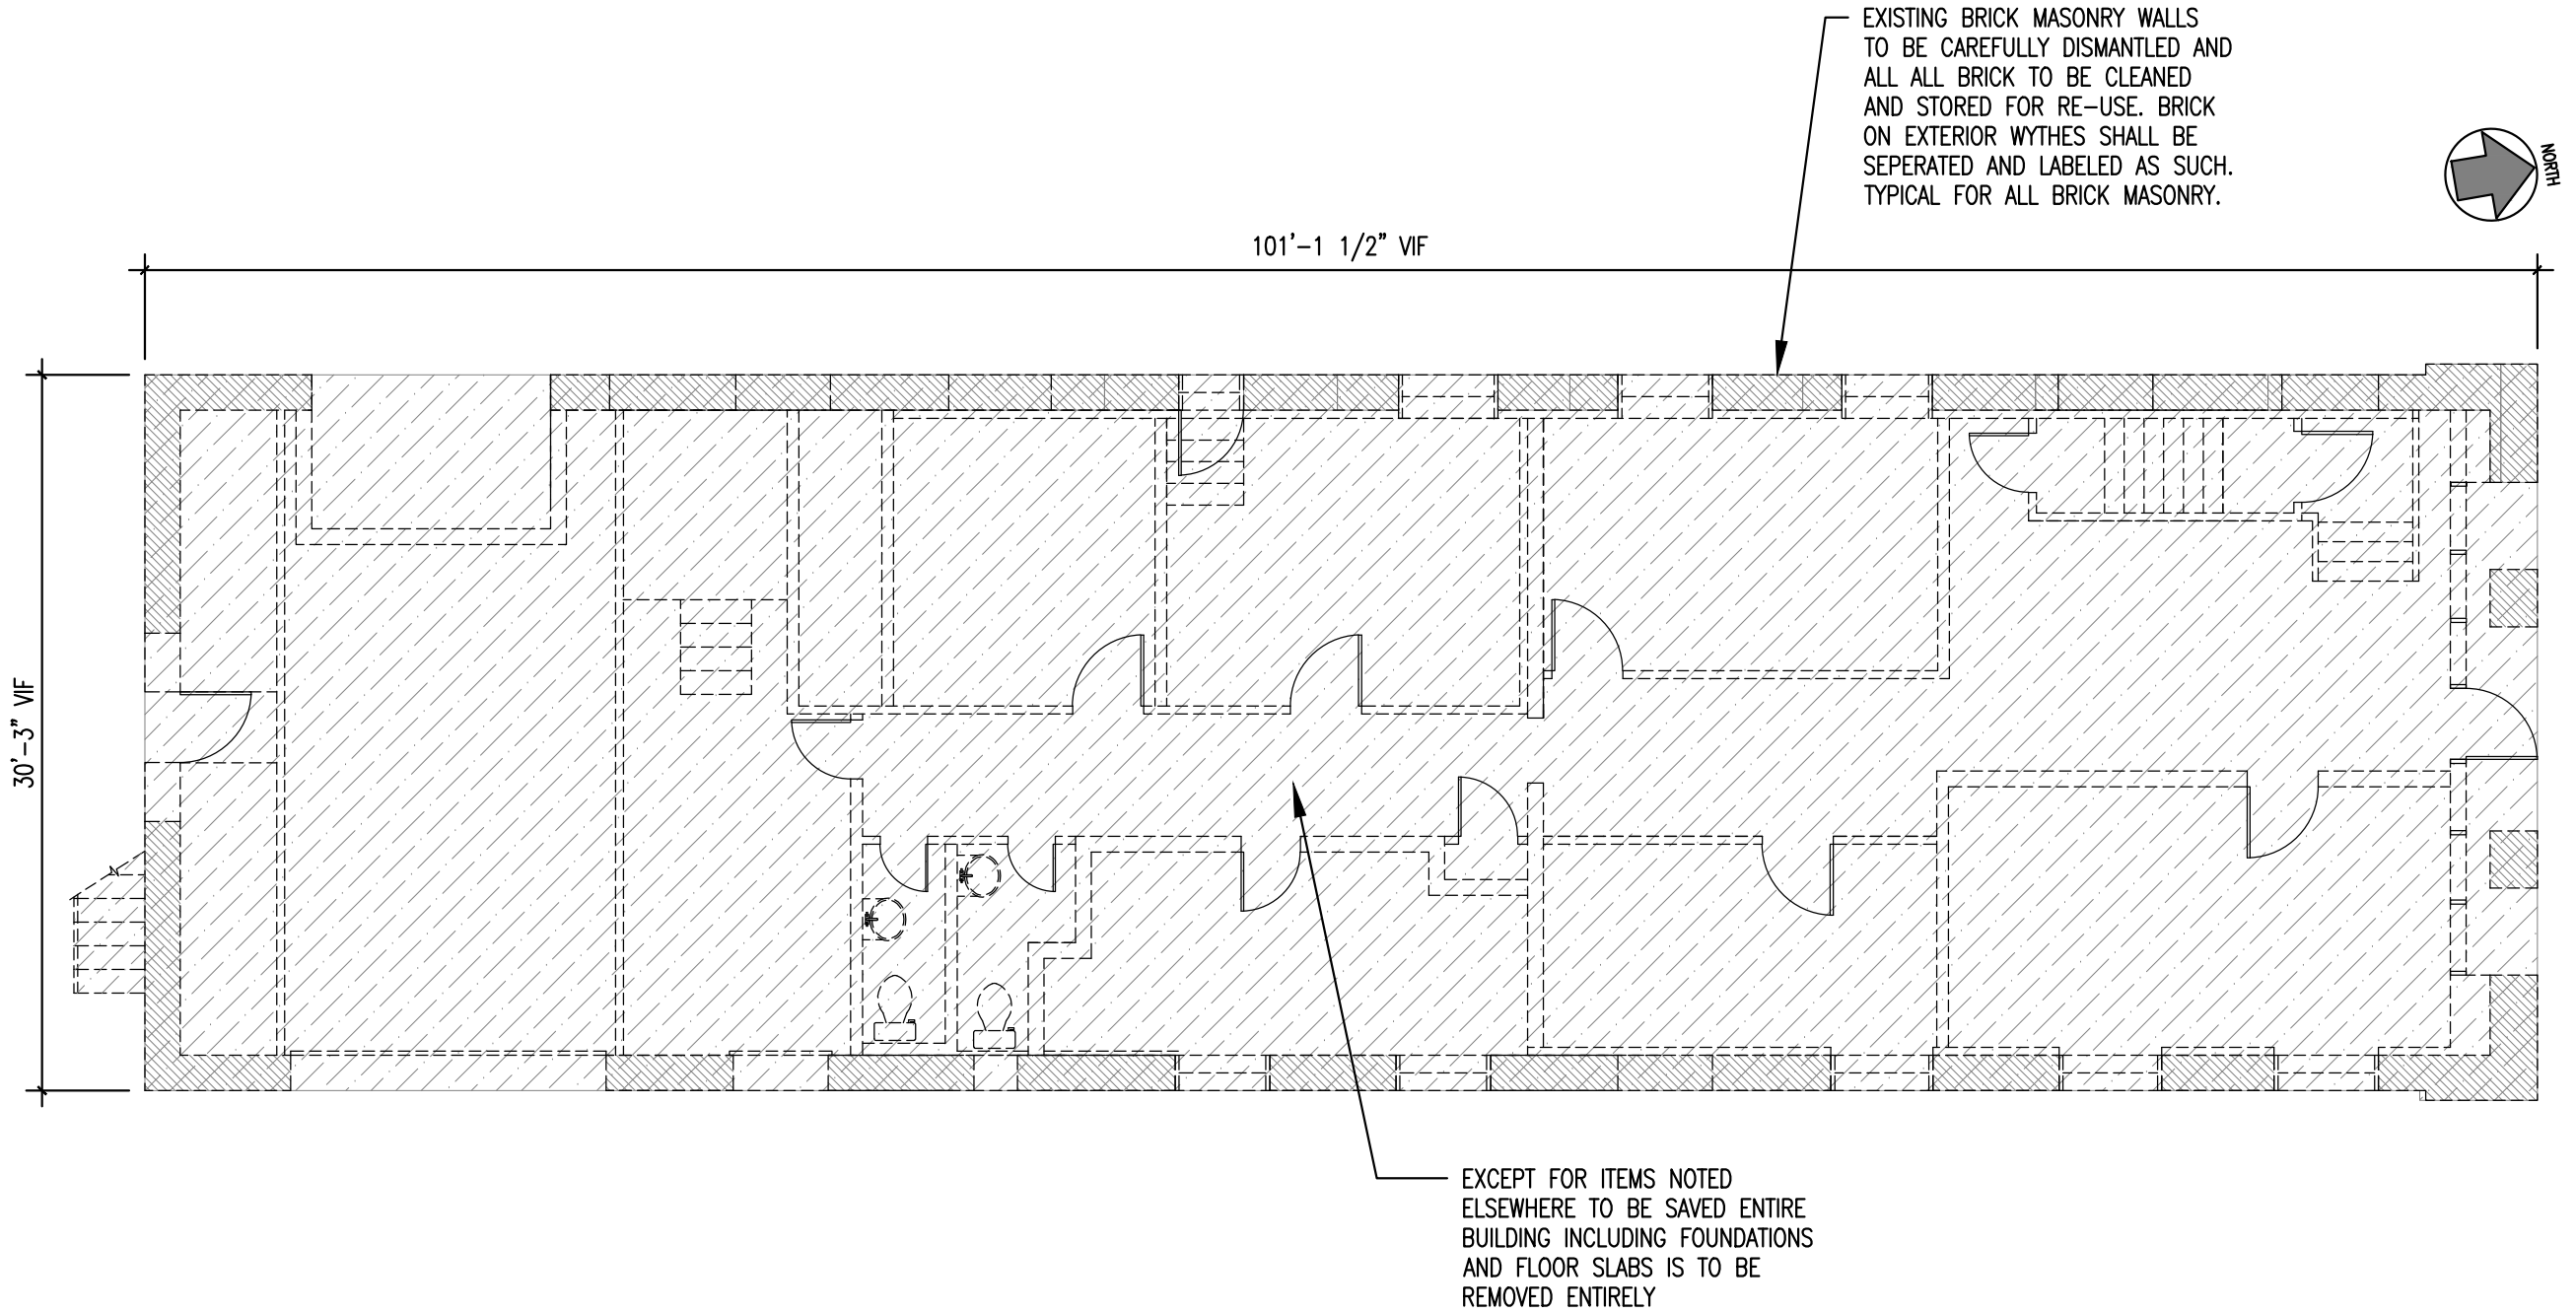 EXISTING BRICK MASONRY WALLS
TO BE CAREFULLY DISMANTLED AND
ALL ALL BRICK TO BE CLEANED
AND STORED FOR RE-USE. BRICK
ON EXTERIOR WYTHES SHALL BE
SEPERATED AND LABELED AS SUCH.
TYPICAL FOR ALL BRICK MASONRY.
NORTH
101'-1 1/2" VIF
30'-3" VIF
EXCEPT FOR ITEMS NOTED
ELSEWHERE TO BE SAVED ENTIRE
BUILDING INCLUDING FOUNDATIONS
AND FLOOR SLABS IS TO BE
REMOVED ENTIRELY